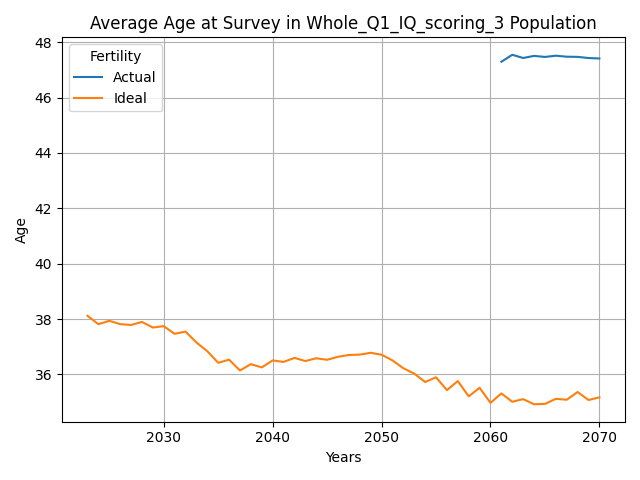 Average Age at Survey in Whole_Q1_IQ_scoring_3 Population
Fertility
Actual
Ideal
Age
48
46
44
42
40
38
36
2030 2040 2050 2060 2070
Years